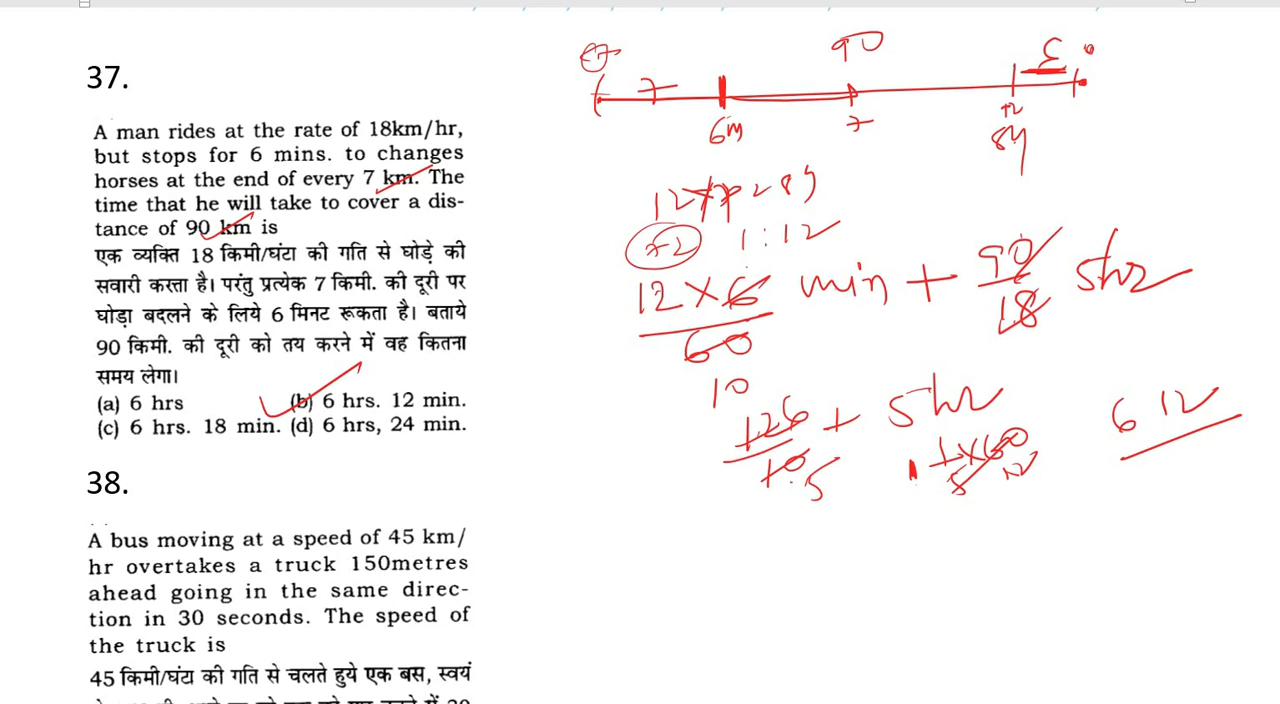 37.
A man rides at the rate of 18km/hr,
but stops for 6 mins. to changes
horses at the end of every 7 km. The
time that he will take to cover a dis-
tance of 90 km is
एक व्यक्ति 18 किमी/घंटा की गति से घोड़े की
सवारी करता है। परंतु प्रत्येक 7 किमी. की दूरी पर
घोड़ा बदलने के लिये 6 मिनट रूकता है। बताये
90 किमी. की दूरी को तय करने में वह कितना
समय लेगा।
(a) 6 hrs (b) 6 hrs. 12 min.
(c) 6 hrs. 18 min. (d) 6 hrs, 24 min.
38.
A bus moving at a speed of 45 km/
hr overtakes a truck 150metres
ahead going in the same direc-
tion in 30 seconds. The speed of
the truck is
45 किमी/घंटा की गति से चलते हुये एक बस, स्वयं
90
7
6m
7
12
84
1:12
12×6 min + 90 5hr
60 18
10
5hr
6 12